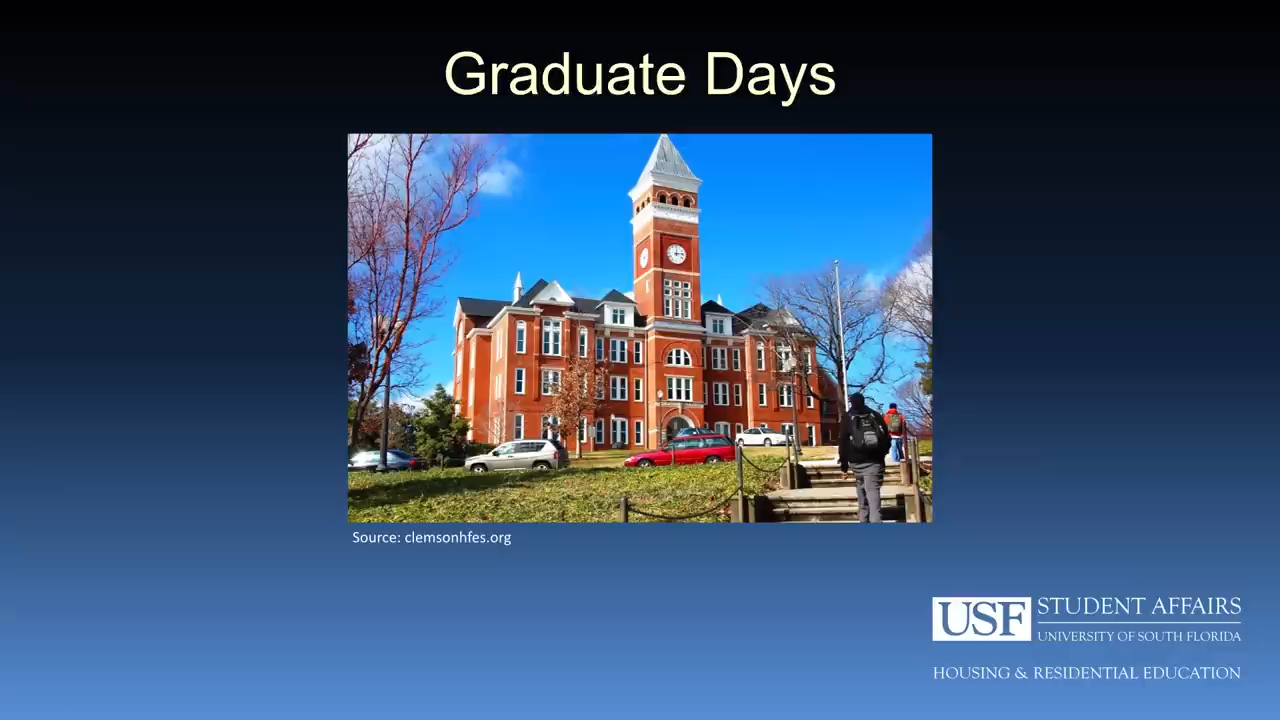 Graduate Days
Source: clemsonhfes.org
USF STUDENT AFFAIRS
UNIVERSITY OF SOUTH FLORIDA
HOUSING & RESIDENTIAL EDUCATION